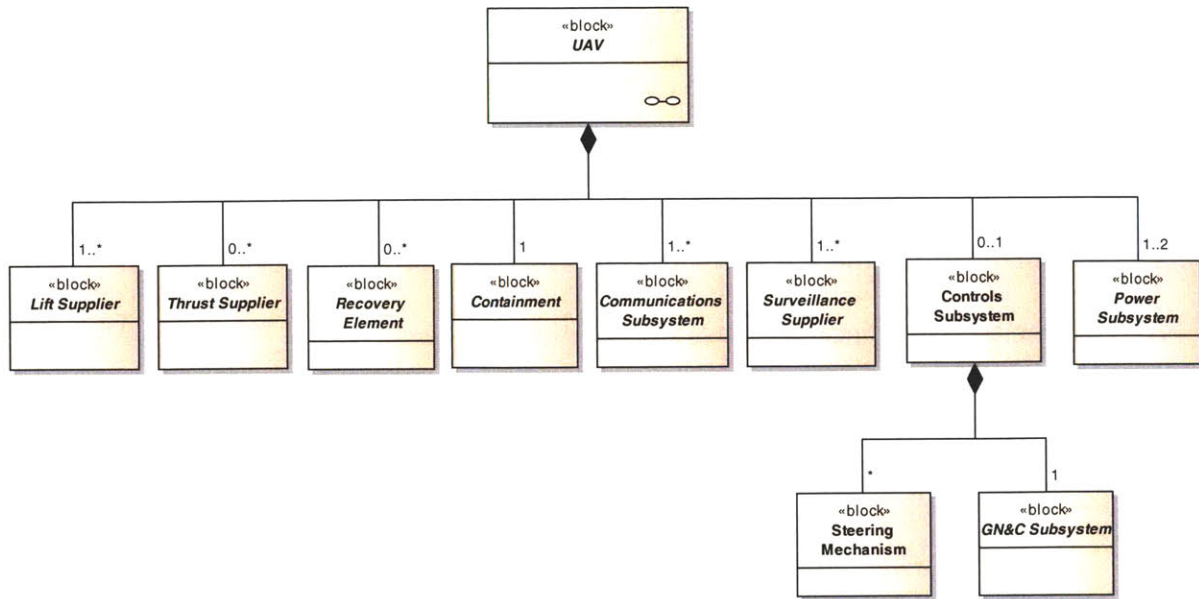 «block»
UAV
1..*
0..*
0..*
1
1..*
1..*
0..1
1..2
«block»
Lift Supplier
«block»
Thrust Supplier
«block»
Recovery
Element
«block»
Containment
«block»
Communications
Subsystem
«block»
Surveillance
Supplier
«block»
Controls
Subsystem
«block»
Power
Subsystem
*
1
«block»
Steering
Mechanism
«block»
GN&C Subsystem